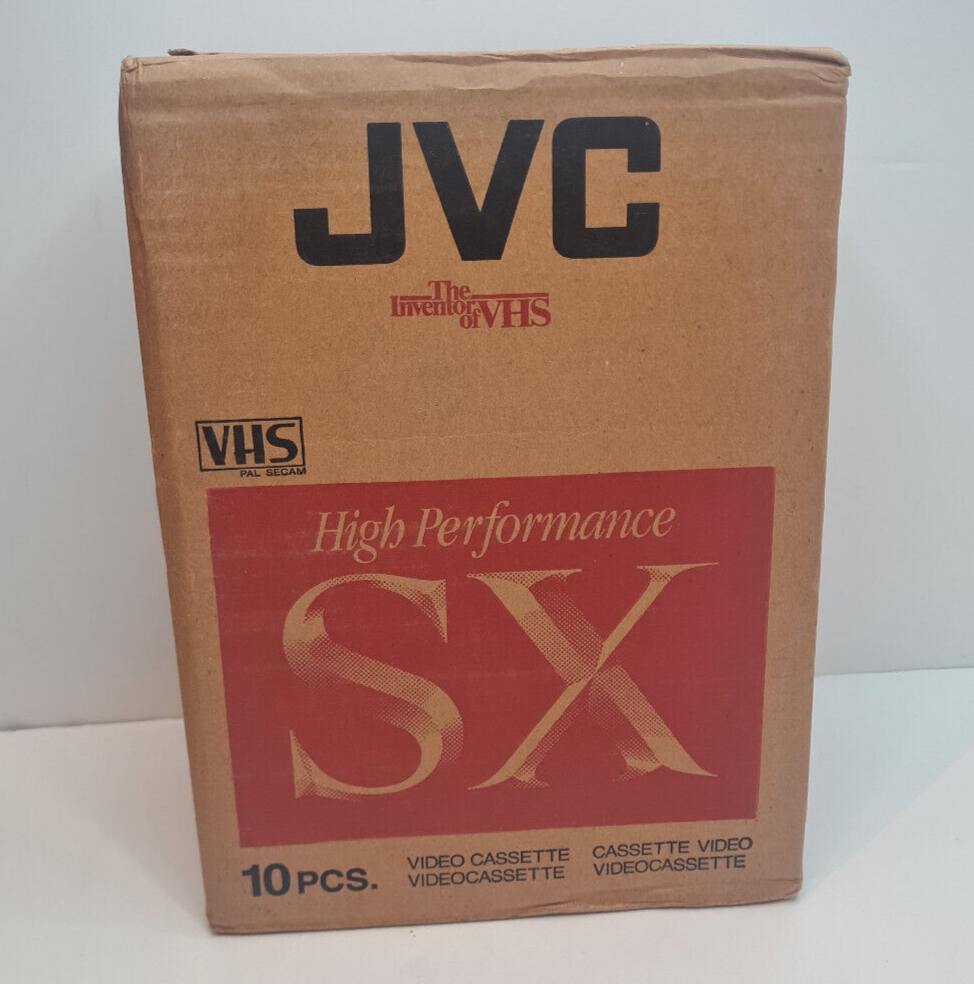 JVC
The
Inventor
of VHS
VHS
PAL SECAM
High Performance
SX
10 PCS.
VIDEO CASSETTE
VIDEOCASSETTE
CASSETTE VIDEO
VIDEOCASSETTE